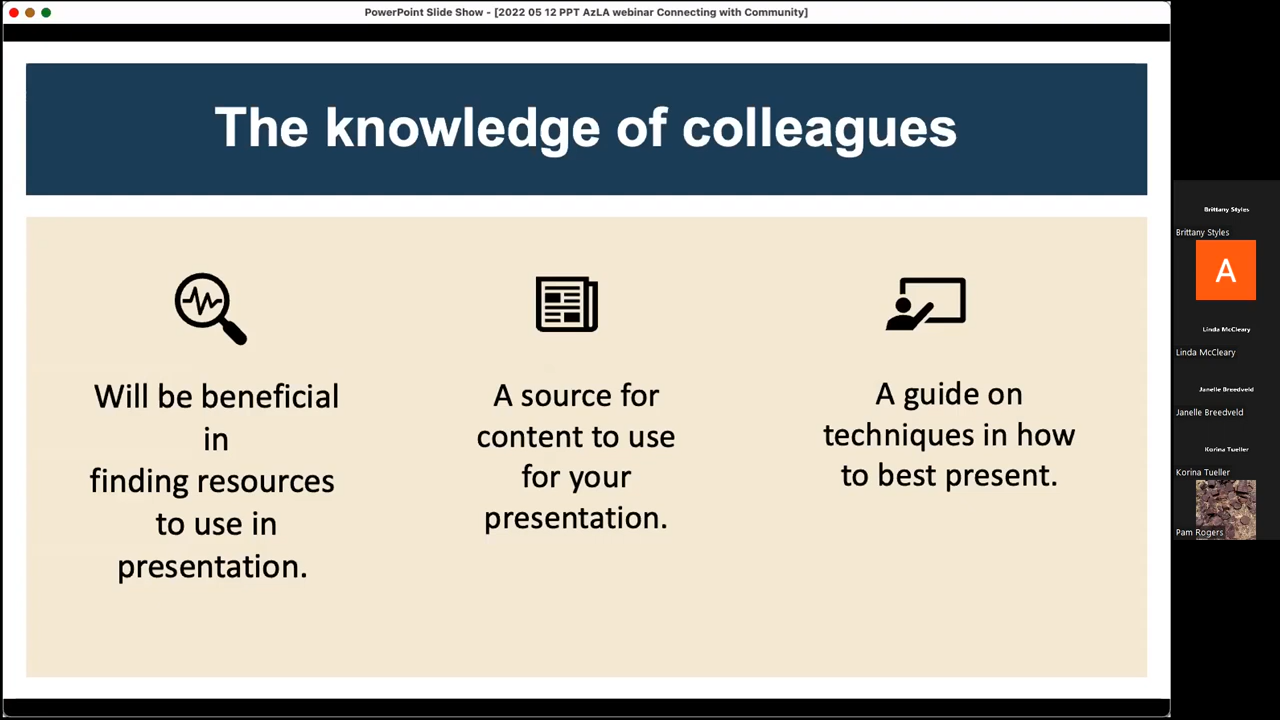 PowerPoint Slide Show - [2022 05 12 PPT AzLA webinar Connecting with Community]
The knowledge of colleagues
Will be beneficial
in
finding resources
to use in
presentation.
A source for
content to use
for your
presentation.
A guide on
techniques in how
to best present.
Brittany Styles
Brittany Styles
A
Linda McCleary
Linda McCleary
Janelle Breedveld
Janelle Breedveld
Korina Tueller
Korina Tueller
Pam Rogers